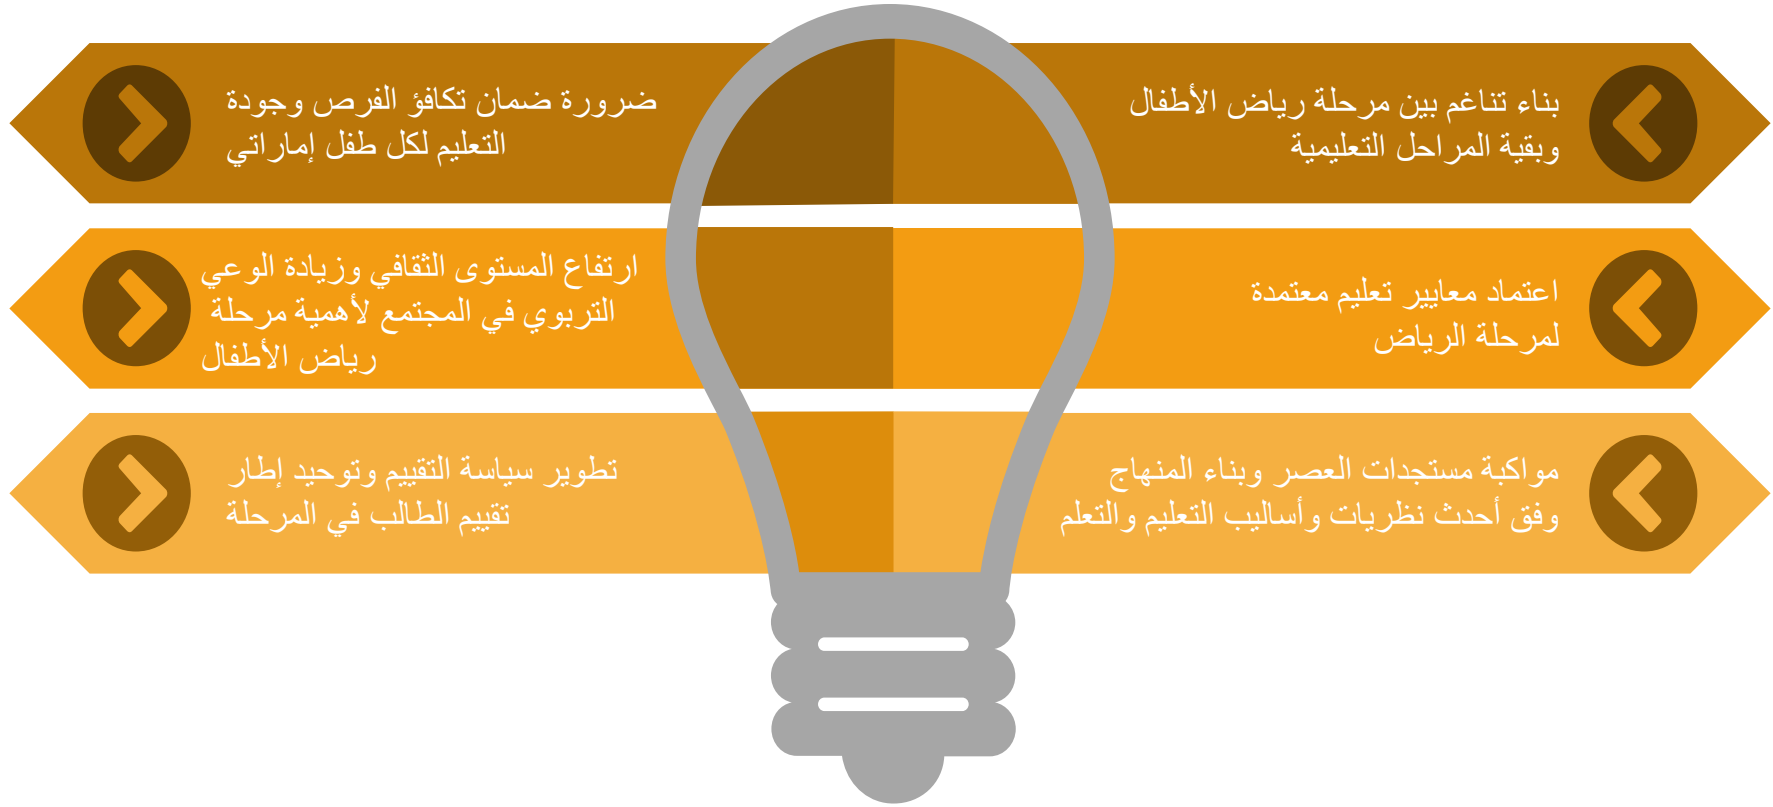 بناء تناغم بين مرحلة رياض الأطفال
وبقية المراحل التعليمية
ضرورة ضمان تكافؤ الفرص وجودة
التعليم لكل طفل إماراتي
اعتماد معايير تعليم معتمدة
لمرحلة الرياض
ارتفاع المستوى الثقافي وزيادة الوعي
التربوي في المجتمع لأهمية مرحلة
رياض الأطفال
مواكبة مستجدات العصر وبناء المنهاج
وفق أحدث نظريات وأساليب التعليم والتعلم
تطوير سياسة التقييم وتوحيد إطار
تقييم الطالب في المرحلة